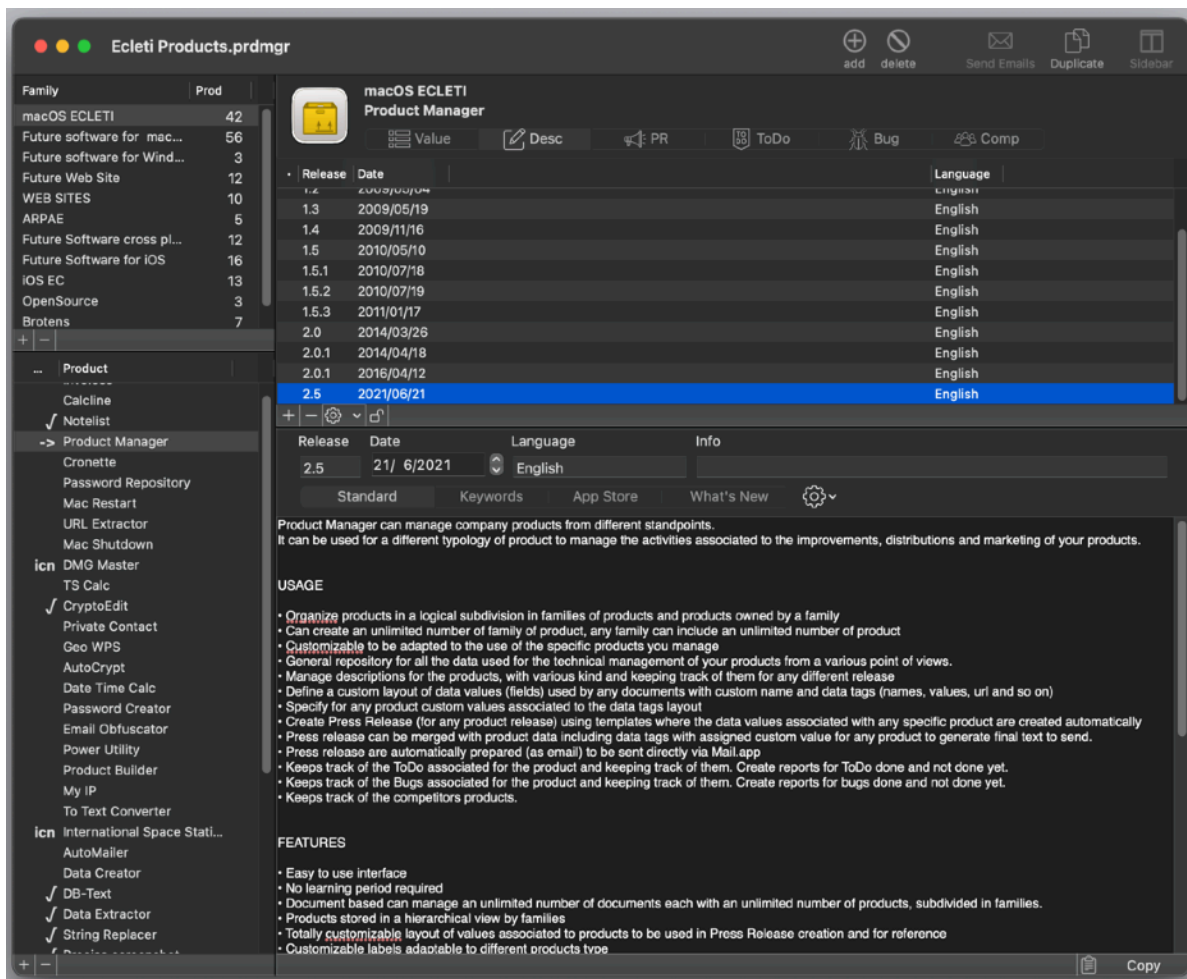 Ecleti Products.prdmgr
add
delete
Send Emails
Duplicate
Sidebar
Family Prod
macOS ECLETI 42
Future software for mac... 56
Future software for Wind... 3
Future Web Site 12
WEB SITES 10
ARPAE 5
Future Software cross pl... 12
Future Software for iOS 16
iOS EC 13
OpenSource 3
Brotens 7
+ −
... Product
Calcline
√ Notelist
-> Product Manager
Cronette
Password Repository
Mac Restart
URL Extractor
Mac Shutdown
icn DMG Master
TS Calc
√ CryptoEdit
Private Contact
Geo WPS
AutoCrypt
Date Time Calc
Password Creator
Email Obfuscator
Power Utility
Product Builder
My IP
To Text Converter
icn International Space Stati...
AutoMailer
Data Creator
√ DB-Text
√ Data Extractor
√ String Replacer
+ −
macOS ECLETI
Product Manager
Value
Desc
PR
TO DO ToDo
Bug
Comp
• Release Date Language
1.2 2009/05/04 English
1.3 2009/05/19 English
1.4 2009/11/16 English
1.5 2010/05/10 English
1.5.1 2010/07/18 English
1.5.2 2010/07/19 English
1.5.3 2011/01/17 English
2.0 2014/03/26 English
2.0.1 2014/04/18 English
2.0.1 2016/04/12 English
2.5 2021/06/21 English
+ −
Release Date Language Info
2.5 21/ 6/2021 English
Standard Keywords App Store What's New
Product Manager can manage company products from different standpoints.
It can be used for a different typology of product to manage the activities associated to the improvements, distributions and marketing of your products.
USAGE
• Organize products in a logical subdivision in families of products and products owned by a family
• Can create an unlimited number of family of product, any family can include an unlimited number of product
• Customizable to be adapted to the use of the specific products you manage
• General repository for all the data used for the technical management of your products from a various point of views.
• Manage descriptions for the products, with various kind and keeping track of them for any different release
• Define a custom layout of data values (fields) used by any documents with custom name and data tags (names, values, url and so on)
• Specify for any product custom values associated to the data tags layout
• Create Press Release (for any product release) using templates where the data values associated with any specific product are created automatically
• Press release can be merged with product data including data tags with assigned custom value for any product to generate final text to send.
• Press release are automatically prepared (as email) to be sent directly via Mail.app
• Keeps track of the ToDo associated for the product and keeping track of them. Create reports for ToDo done and not done yet.
• Keeps track of the Bugs associated for the product and keeping track of them. Create reports for bugs done and not done yet.
• Keeps track of the competitors products.
FEATURES
• Easy to use interface
• No learning period required
• Document based can manage an unlimited number of documents each with an unlimited number of products, subdivided in families.
• Products stored in a hierarchical view by families
• Totally customizable layout of values associated to products to be used in Press Release creation and for reference
• Customizable labels adaptable to different products type
Copy